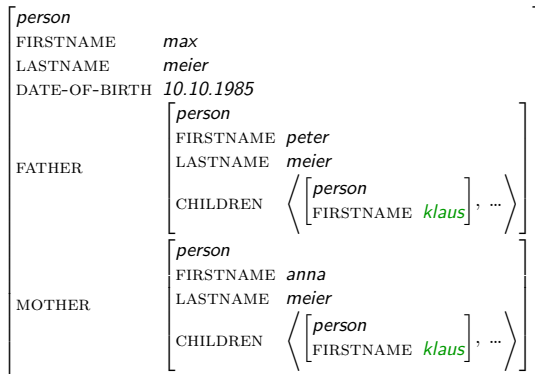 person
FIRSTNAME max
LASTNAME meier
DATE-OF-BIRTH 10.10.1985
FATHER
person
FIRSTNAME peter
LASTNAME meier
CHILDREN ⟨[person
FIRSTNAME klaus], ...⟩
MOTHER
person
FIRSTNAME anna
LASTNAME meier
CHILDREN ⟨[person
FIRSTNAME klaus], ...⟩